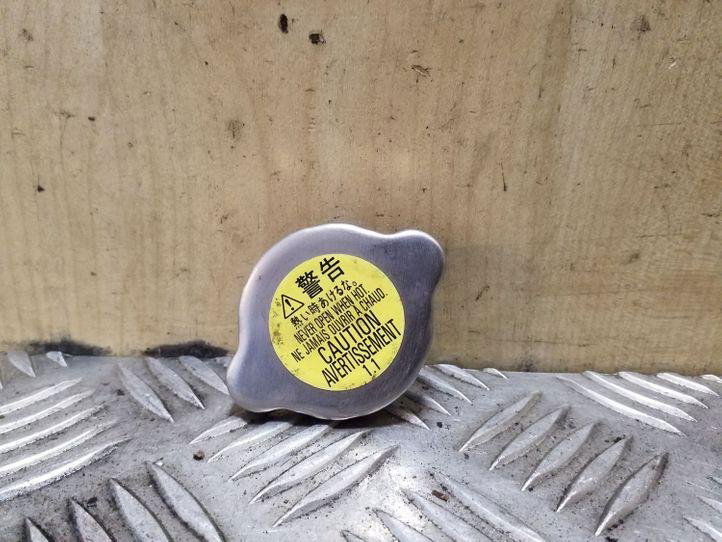 警告
熱い時あけるな。
NEVER OPEN WHEN HOT.
NE JAMAIS OUVRIR À CHAUD.
CAUTION
AVERTISSEMENT
1.1